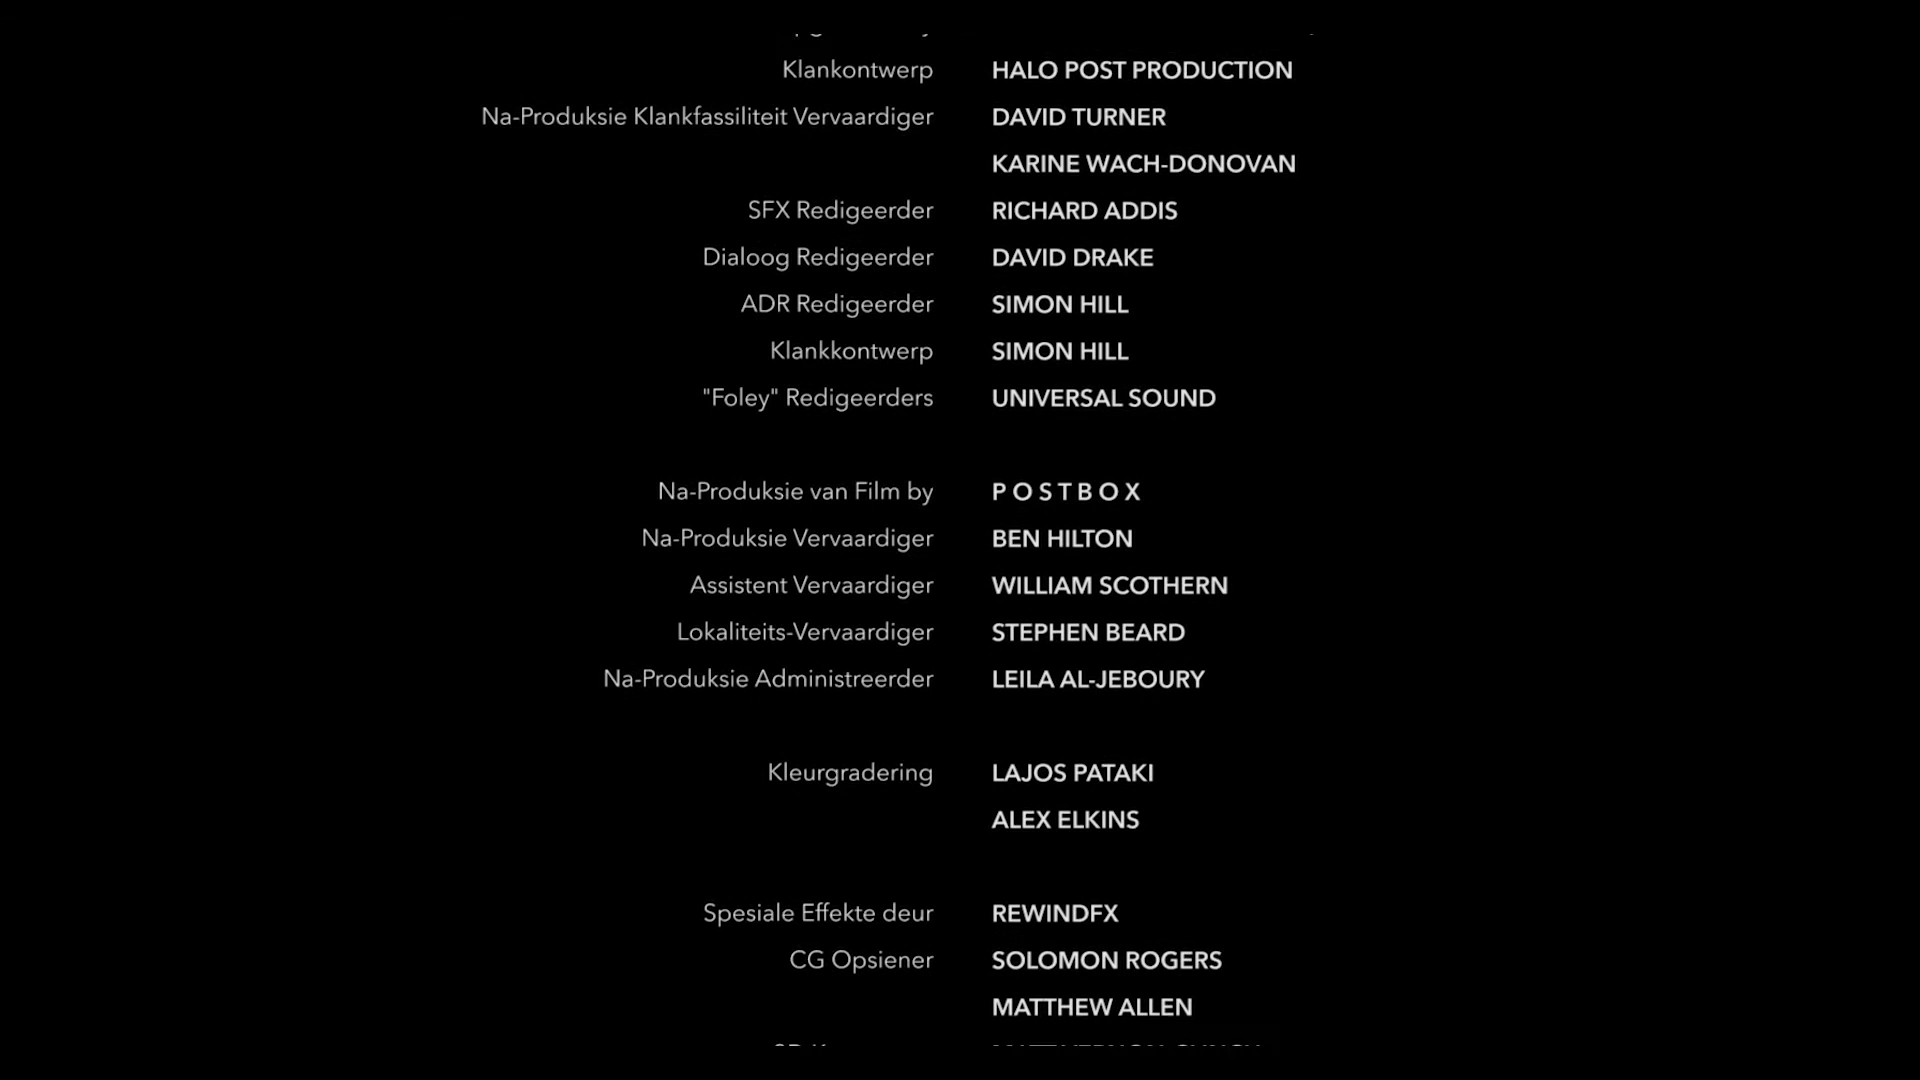 Klankontwerp HALO POST PRODUCTION
Na-Produksie Klankfassiliteit Vervaardiger DAVID TURNER
KARINE WACH-DONOVAN
SFX Redigeerder RICHARD ADDIS
Dialoog Redigeerder DAVID DRAKE
ADR Redigeerder SIMON HILL
Klankkontwerp SIMON HILL
"Foley" Redigeerders UNIVERSAL SOUND
Na-Produksie van Film by P O S T B O X
Na-Produksie Vervaardiger BEN HILTON
Assistent Vervaardiger WILLIAM SCOTHERN
Lokaliteits-Vervaardiger STEPHEN BEARD
Na-Produksie Administreerder LEILA AL-JEBOURY
Kleurgradering LAJOS PATAKI
ALEX ELKINS
Spesiale Effekte deur REWINDFX
CG Opsiener SOLOMON ROGERS
MATTHEW ALLEN